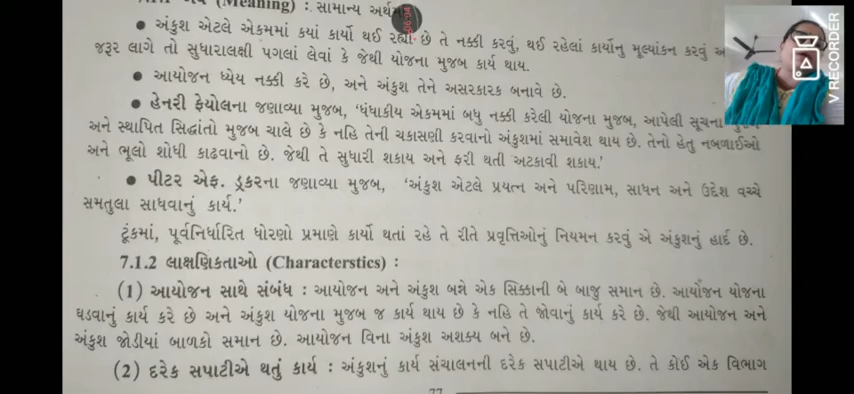 (Meaning) : સામાન્ય અર્થમાં
• અંકુશ એટલે એકમમાં કયાં કાર્યો થઈ રહ્યાં છે તે નક્કી કરવું, થઈ રહેલાં કાર્યોનું મૂલ્યાંકન કરવું
જરૂર લાગે તો સુધારાલક્ષી પગલાં લેવાં કે જેથી યોજના મુજબ કાર્ય થાય.
• આયોજન ધ્યેય નક્કી કરે છે, અને અંકુશ તેને અસરકારક બનાવે છે.
• હેનરી ફેયોલના જણાવ્યા મુજબ, 'ધંધાકીય એકમમાં બધુ નક્કી કરેલી યોજના મુજબ, આપેલી સૂચના
અને સ્થાપિત સિદ્ધાંતો મુજબ ચાલે છે કે નહિ તેની ચકાસણી કરવાનો અંકુશમાં સમાવેશ થાય છે. તેનો હેતુ નબળાઈઓ
અને ભૂલો શોધી કાઢવાનો છે. જેથી તે સુધારી શકાય અને ફરી થતી અટકાવી શકાય.'
• પીટર એફ. ડ્રકરના જણાવ્યા મુજબ, 'અંકુશ એટલે પ્રયત્ન અને પરિણામ, સાધન અને ઉદ્દેશ વચ્ચે
સમતુલા સાધવાનું કાર્ય.'
ટૂંકમાં, પૂર્વનિર્ધારિત ધોરણો પ્રમાણે કાર્યો થતાં રહે તે રીતે પ્રવૃત્તિઓનું નિયમન કરવું એ અંકુશનું હાર્દ છે.
7.1.2 લાક્ષણિકતાઓ (Characterstics) :
(1) આયોજન સાથે સંબંધ : આયોજન અને અંકુશ બન્ને એક સિક્કાની બે બાજુ સમાન છે. આયોજન યોજના
ઘડવાનું કાર્ય કરે છે અને અંકુશ યોજના મુજબ જ કાર્ય થાય છે કે નહિ તે જોવાનું કાર્ય કરે છે. જેથી આયોજન અને
અંકુશ જોડીયાં બાળકો સમાન છે. આયોજન વિના અંકુશ અશક્ય બને છે.
(2) દરેક સપાટીએ થતું કાર્ય : અંકુશનું કાર્ય સંચાલનની દરેક સપાટીએ થાય છે. તે કોઈ એક વિભાગ
77
V RECORDER